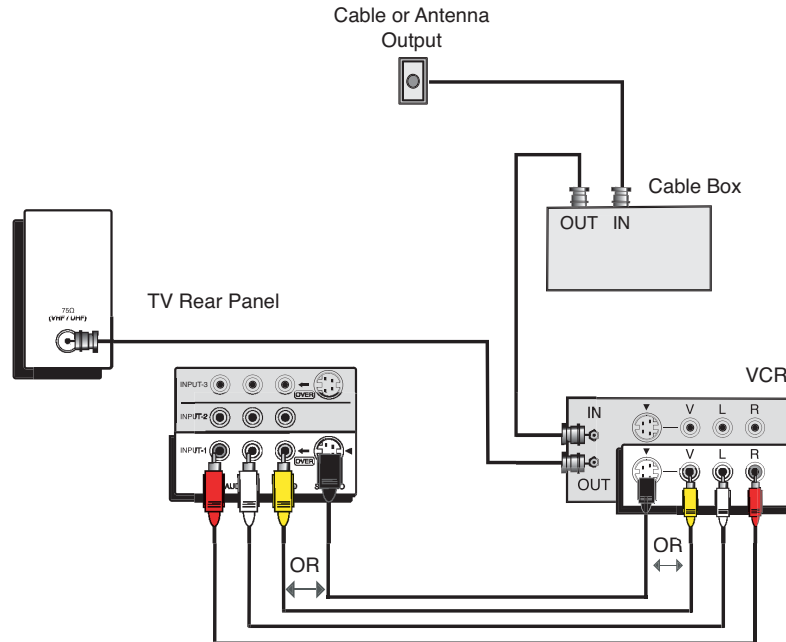 Cable or Antenna
Output
Cable Box
OUT IN
TV Rear Panel
75Ω
(VHF / UHF)
VCR
INPUT-3
OVER
INPUT-2
INPUT-1
OVER
IN
V L R
V L R
OUT
OR
OR